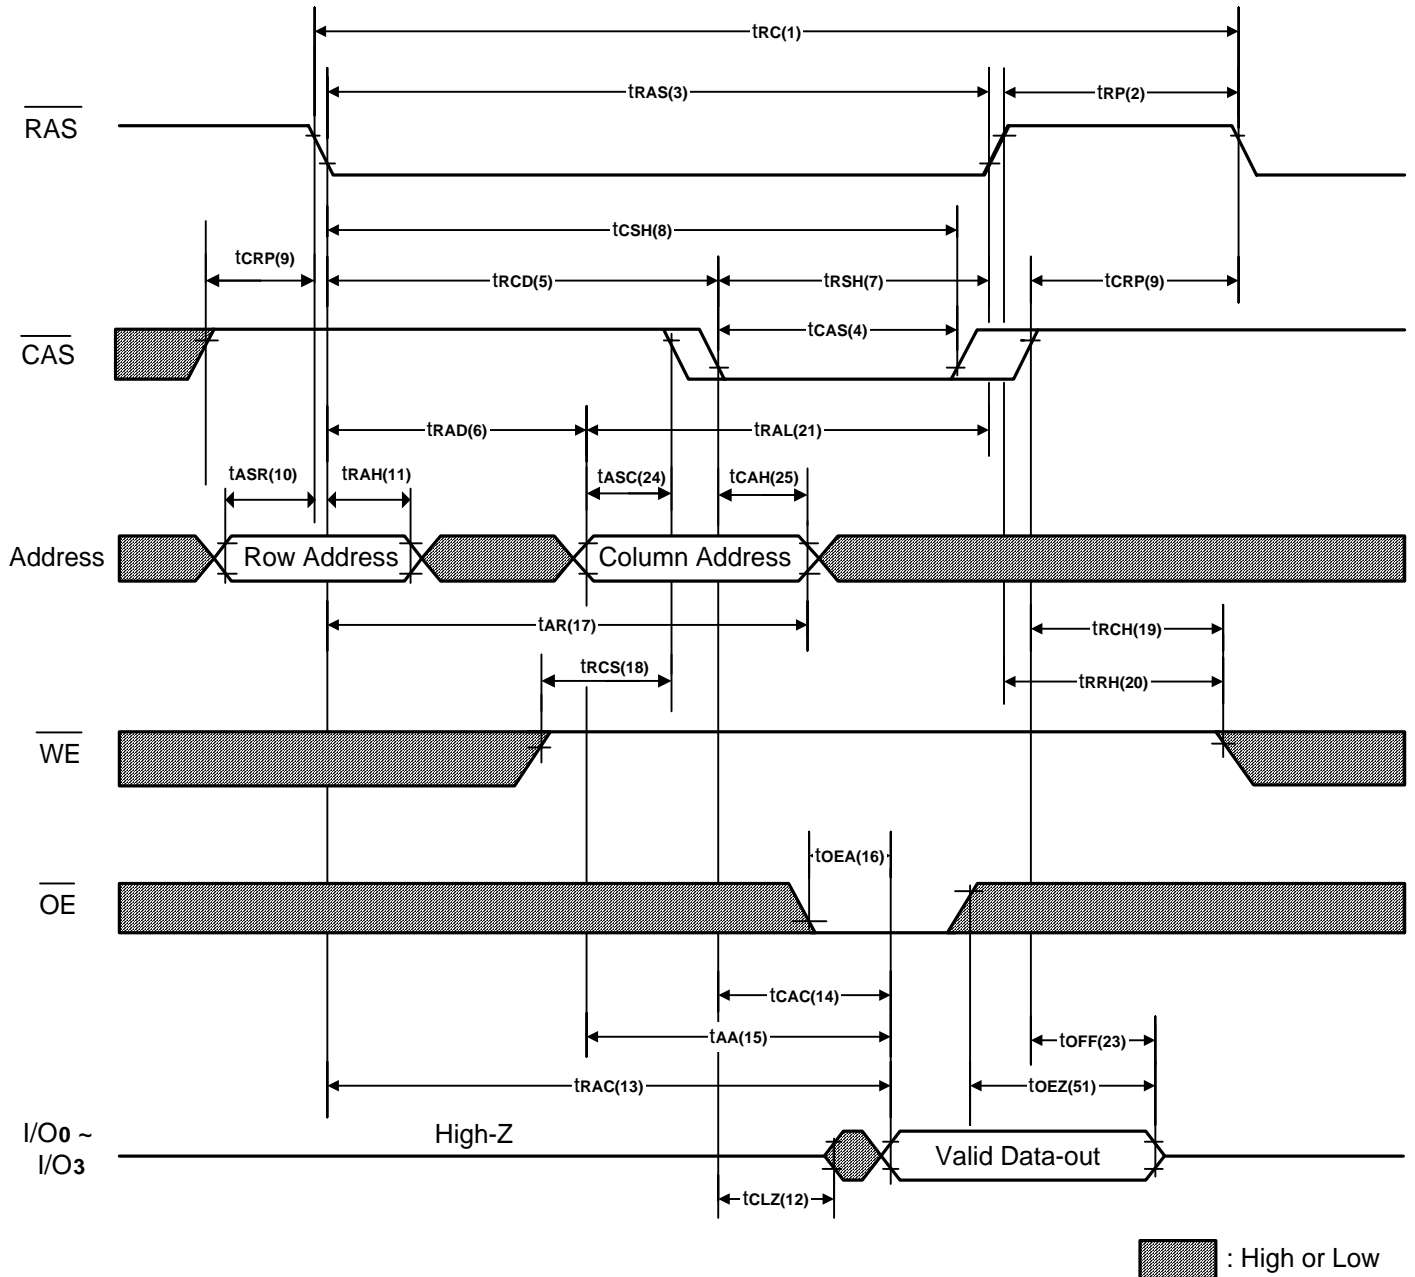 tRC(1)
tRAS(3)
tRP(2)
RAS
tCSH(8)
tCRP(9)
tRCD(5)
tRSH(7)
tCRP(9)
tCAS(4)
CAS
tRAD(6)
tRAL(21)
tASR(10)
tRAH(11)
tASC(24)
tCAH(25)
Address
Row Address
Column Address
tAR(17)
tRCH(19)
tRCS(18)
tRRH(20)
WE
tOEA(16)
OE
tCAC(14)
tAA(15)
tOFF(23)
tRAC(13)
tOEZ(51)
I/O0 ~
I/O3
High-Z
Valid Data-out
tCLZ(12)
: High or Low